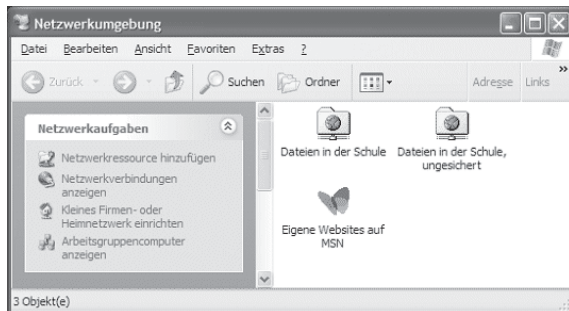 Netzwerkumgebung
Datei Bearbeiten Ansicht Favoriten Extras ?
Zurück Suchen Ordner Adresse Links »
Netzwerkaufgaben
Netzwerkressource hinzufügen
Netzwerkverbindungen
anzeigen
Kleines Firmen- oder
Heimnetzwerk einrichten
Arbeitsgruppencomputer
anzeigen
Dateien in der Schule
Dateien in der Schule,
ungesichert
Eigene Websites auf
MSN
3 Objekt(e)